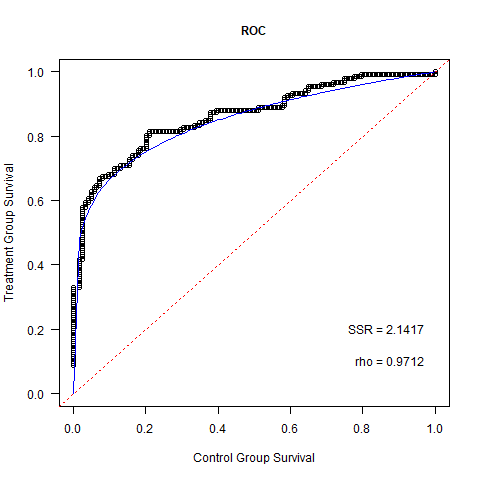 ROC
Treatment Group Survival
1.0
0.8
0.6
0.4
0.2
0.0
SSR = 2.1417
rho = 0.9712
0.0 0.2 0.4 0.6 0.8 1.0
Control Group Survival